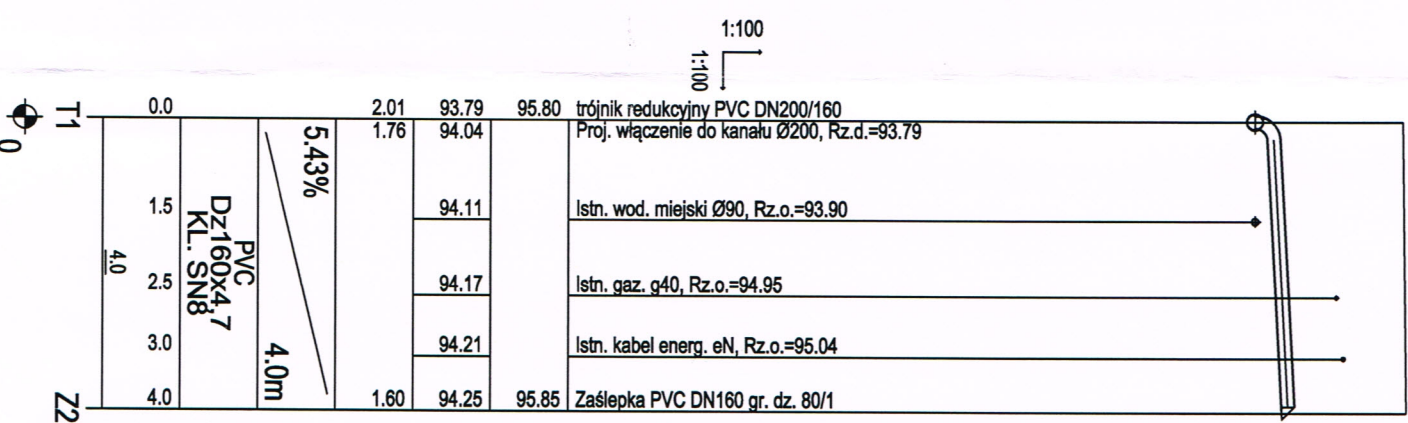 1:100
1:100
T1
0
0.0
2.01 93.79 95.80 trójnik redukcyjny PVC DN200/160
1.76 94.04 Proj. włączenie do kanału Ø200, Rz.d.=93.79
5.43%
1.5 94.11 Istn. wod. miejski Ø90, Rz.o.=93.90
PVC
Dz160x4,7
KL. SN8
4.0
2.5 94.17 Istn. gaz. g40, Rz.o.=94.95
3.0 94.21 Istn. kabel energ. eN, Rz.o.=95.04
4.0m
Z2
4.0 1.60 94.25 95.85 Zaślepka PVC DN160 gr. dz. 80/1